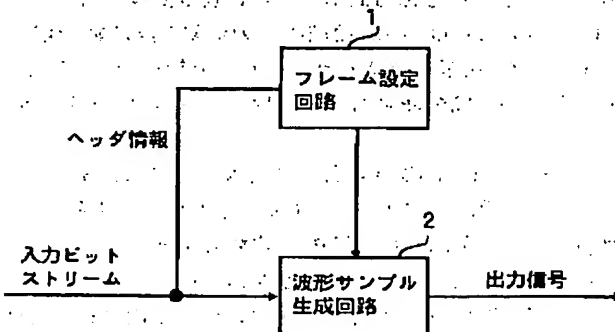 1
フレーム設定
回路
ヘッダ情報
2
入力ビット
ストリーム
波形サンプル
生成回路
出力信号